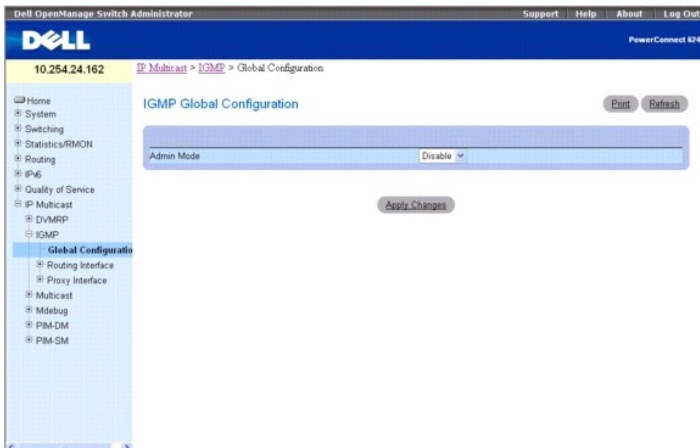 Dell OpenManage Switch Administrator
Support Help About Log Out
DELL
PowerConnect 624
10.254.24.162
IP Multicast > IGMP > Global Configuration
Home
System
Switching
Statistics/RMON
Routing
IPv6
Quality of Service
IP Multicast
DVMRP
IGMP
Global Configuratio
Routing Interface
Proxy Interface
Multicast
Mdebug
PIM-DM
PIM-SM
IGMP Global Configuration
Print Refresh
Admin Mode Disable
Apply Changes